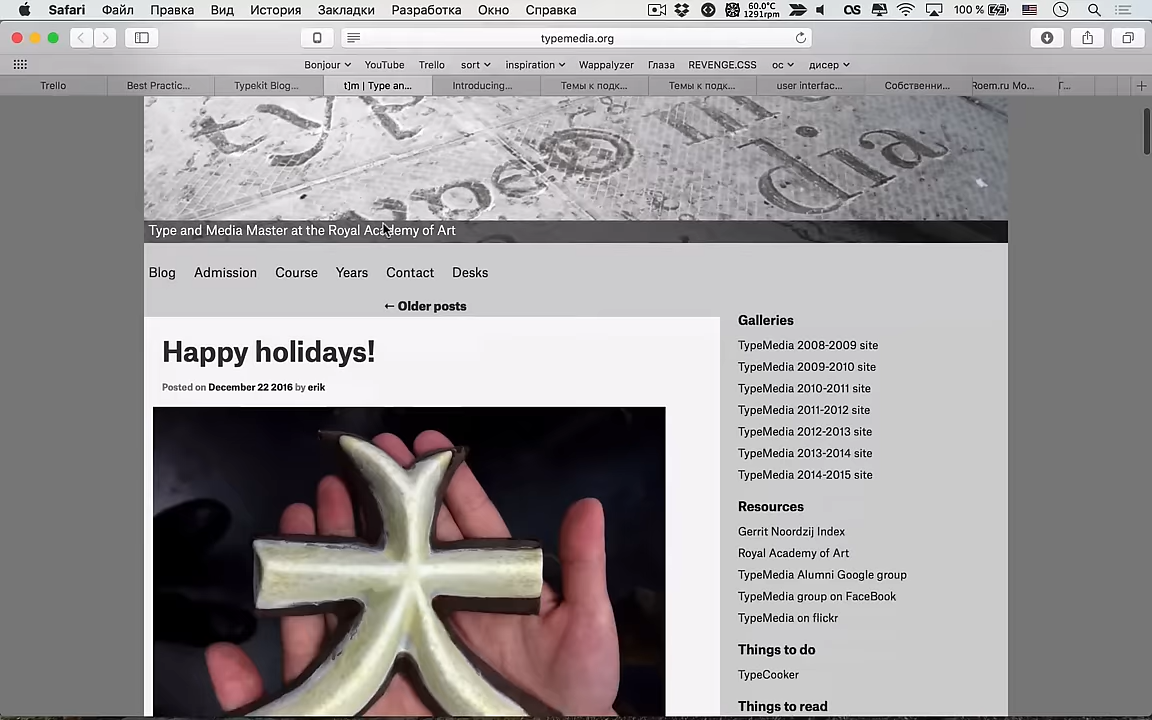 Safari Файл Правка Вид История Закладки Разработка Окно Справка 60.0°C 1291rpm OS 100 %
typemedia.org
Bonjour YouTube Trello sort inspiration Wappalyzer Глаза REVENGE.CSS ос дисер
Trello Best Practic... Typekit Blog... t]m | Type an... Introducing... Темы к подк... Темы к подк... user interfac... Собственни... Roem.ru Мо... Г...
type
media
type@
dia
Type and Media Master at the Royal Academy of Art
Blog Admission Course Years Contact Desks
← Older posts
Happy holidays!
Posted on December 22 2016 by erik
Galleries
TypeMedia 2008-2009 site
TypeMedia 2009-2010 site
TypeMedia 2010-2011 site
TypeMedia 2011-2012 site
TypeMedia 2012-2013 site
TypeMedia 2013-2014 site
TypeMedia 2014-2015 site
Resources
Gerrit Noordzij Index
Royal Academy of Art
TypeMedia Alumni Google group
TypeMedia group on FaceBook
TypeMedia on flickr
Things to do
TypeCooker
Things to read